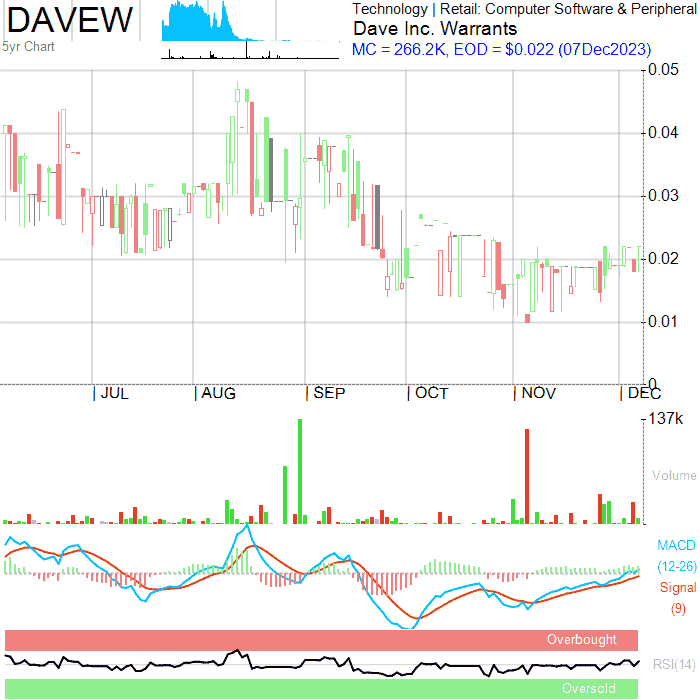 DAVEW
5yr Chart
Technology | Retail: Computer Software & Peripheral
Dave Inc. Warrants
MC = 266.2K, EOD = $0.022 (07Dec2023)
0.05
0.04
0.03
0.02
0.01
0
| JUL | AUG | SEP | OCT | NOV | DEC
137k
Volume
MACD
(12-26)
Signal
(9)
Overbought
RSI(14)
Oversold